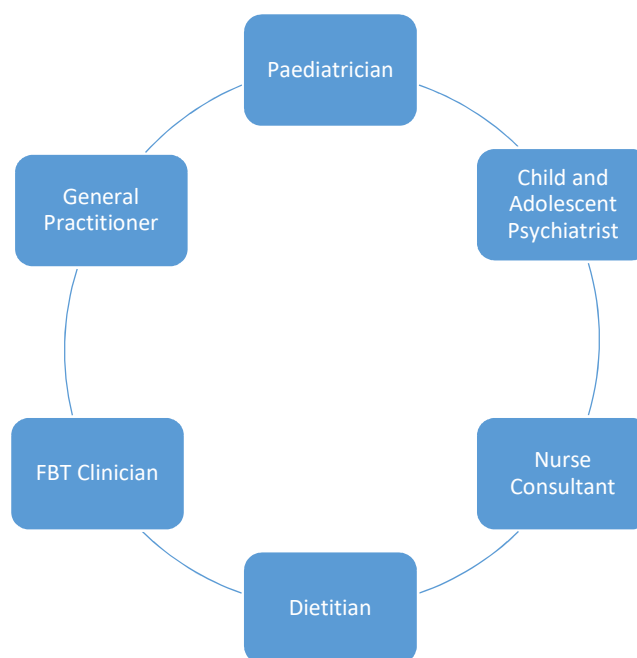 Paediatrician
Child and
Adolescent
Psychiatrist
Nurse
Consultant
Dietitian
FBT Clinician
General
Practitioner